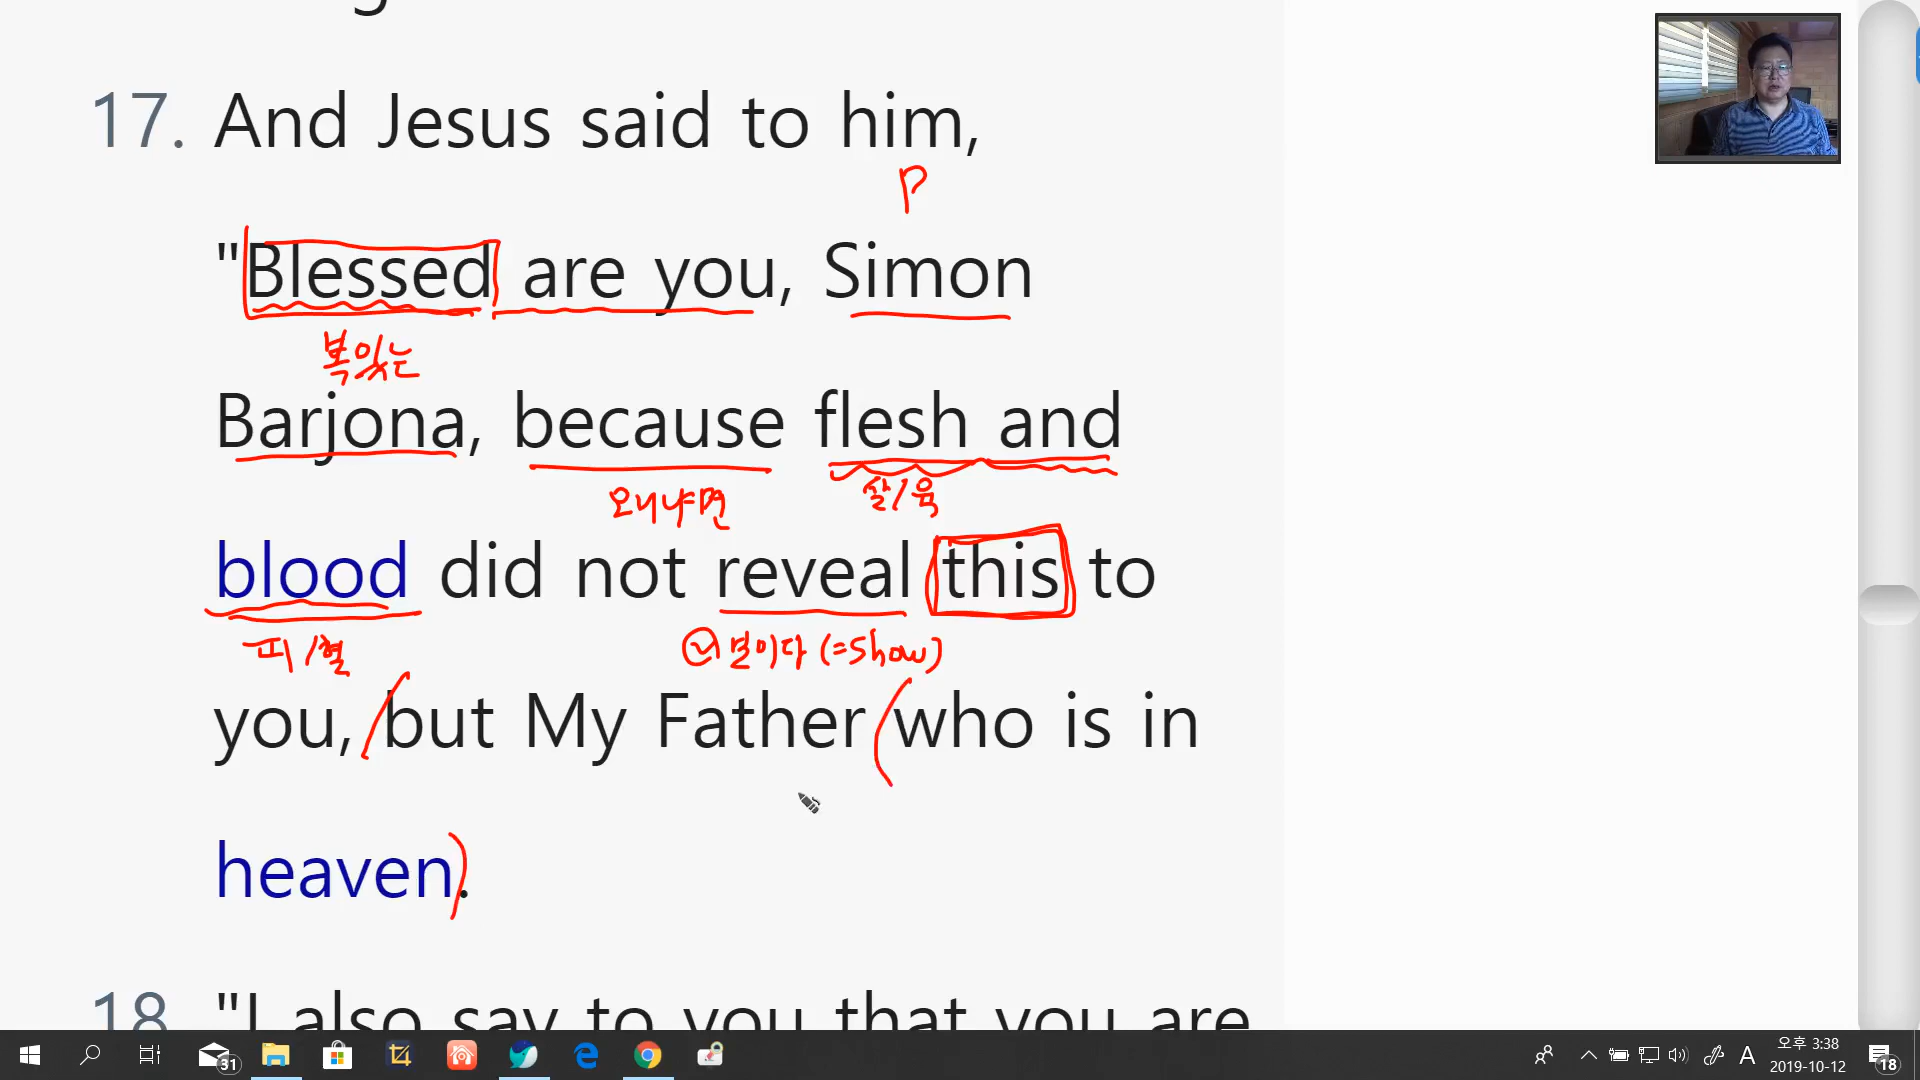 17. And Jesus said to him,
P
"Blessed are you, Simon
복있는
Barjona, because flesh and
왜냐면 살/육
blood did not reveal this to
피/혈 보이다 (=show)
you, but My Father who is in
heaven.
18. "I also say to you that you are
31
A
오후 3:38
2019-10-12
18